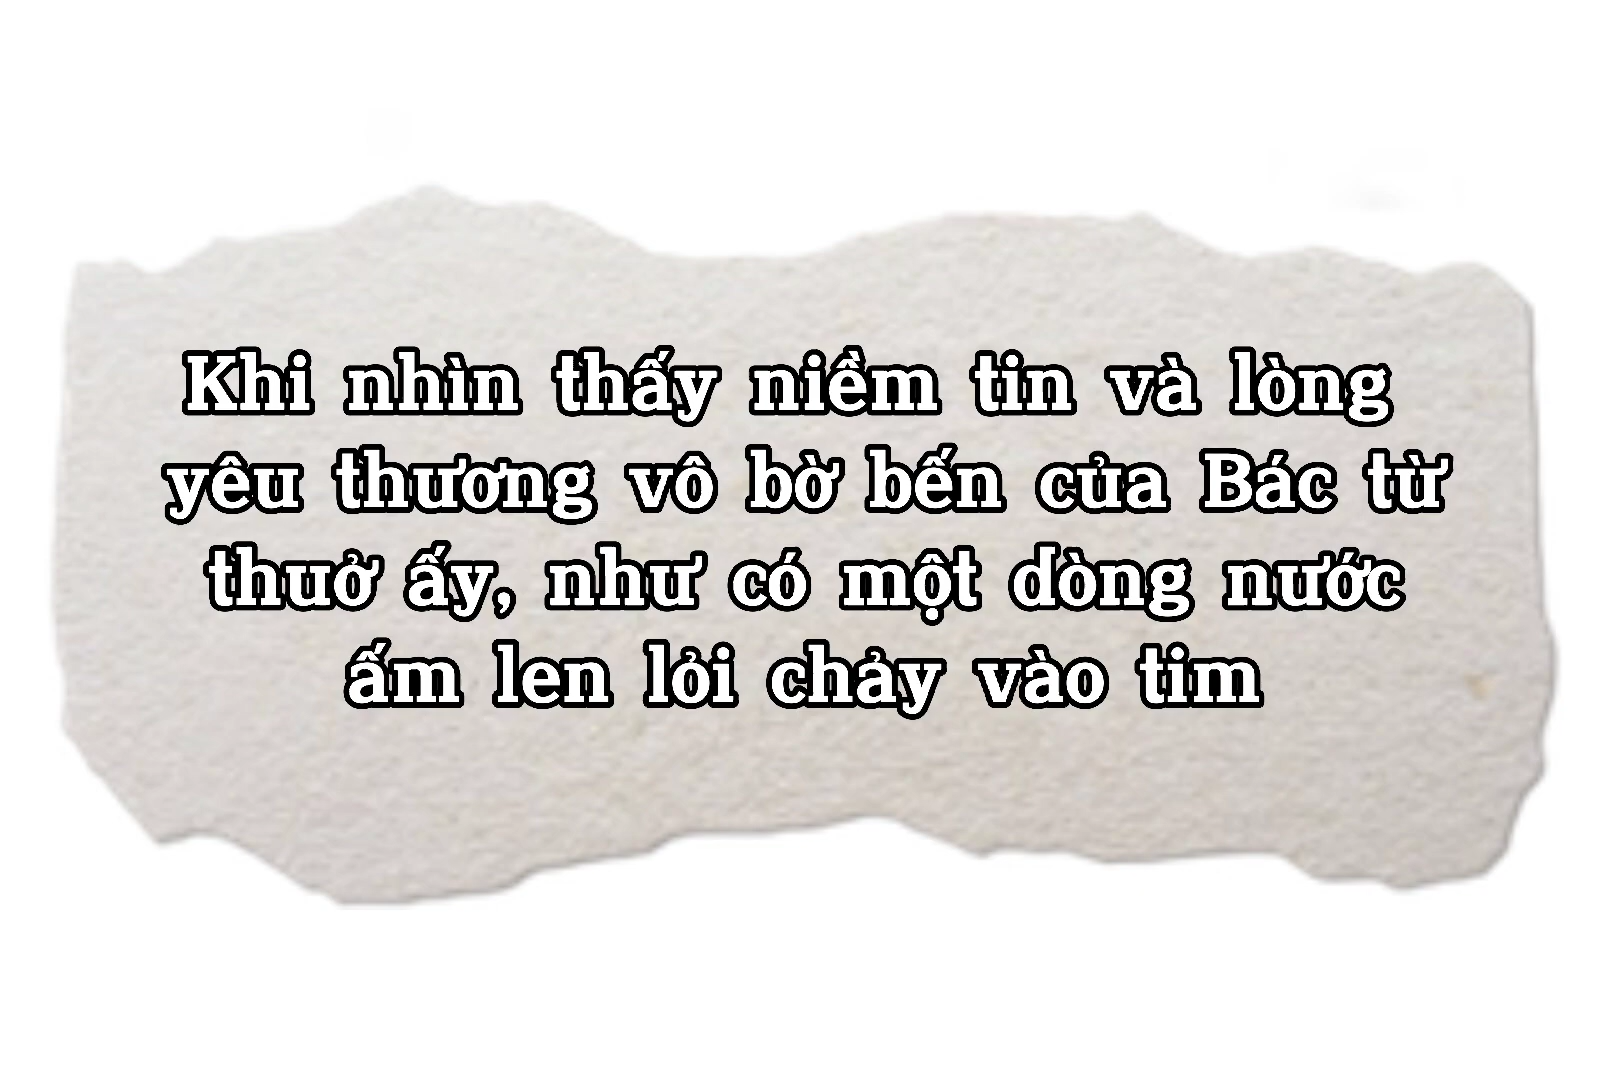 Khi nhìn thấy niềm tin và lòng
yêu thương vô bờ bến của Bác từ
thuở ấy, như có một dòng nước
ấm len lỏi chảy vào tim